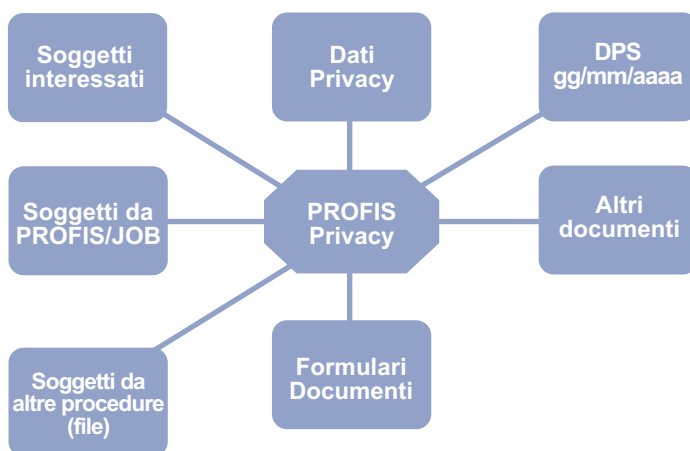 Soggetti
interessati
Dati
Privacy
DPS
gg/mm/aaaa
Soggetti da
PROFIS/JOB
PROFIS
Privacy
Altri
documenti
Soggetti da
altre procedure
(file)
Formulari
Documenti